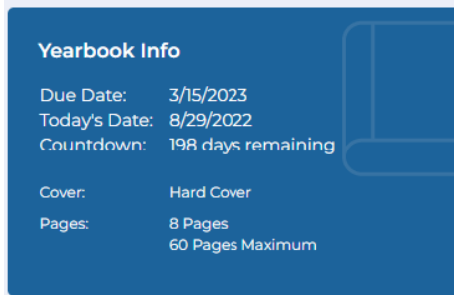 Yearbook Info
Due Date: 3/15/2023
Today's Date: 8/29/2022
Countdown: 198 days remaining
Cover: Hard Cover
Pages: 8 Pages
60 Pages Maximum